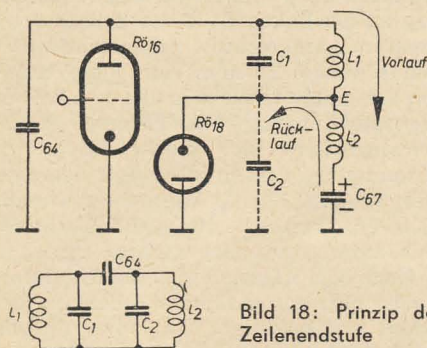 Rö16
C1
L1
Vorlauf
E
C64
Rö18
Rück-
lauf
L2
C2
+
−
C67
C64
L1
C1
C2
L2
Bild 18: Prinzip de
Zeilenendstufe